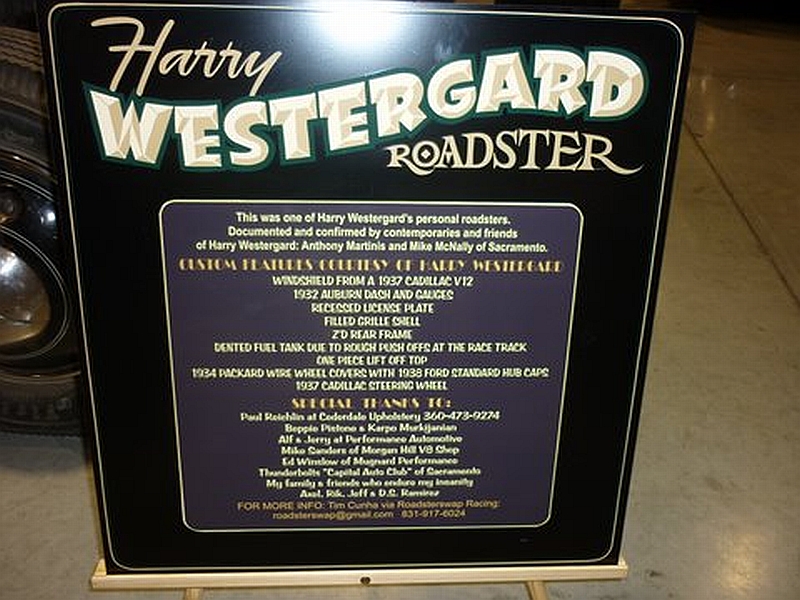 Harry
WESTERGARD
ROADSTER
This was one of Harry Westergard's personal roadsters.
Documented and confirmed by contemporaries and friends
of Harry Westergard: Anthony Martinis and Mike McNally of Sacramento.
CUSTOM FEATURES COURTESY OF HARRY WESTERGARD
WINDSHIELD FROM A 1937 CADILLAC V12
1932 AUBURN DASH AND GAUGES
RECESSED LICENSE PLATE
FILLED GRILLE SHELL
Z'D REAR FRAME
DENTED FUEL TANK DUE TO ROUGH PUSH OFFS AT THE RACE TRACK
ONE PIECE LIFT OFF TOP
1934 PACKARD WIRE WHEEL COVERS WITH 1938 FORD STANDARD HUB CAPS
1937 CADILLAC STEERING WHEEL
SPECIAL THANKS TO:
Paul Reichlin at Cedardale Upholstery 360-473-9274
Beppie Pistone & Karpo Murkijanian
Alf & Jerry at Performance Automotive
Mike Sanders of Morgan Hill V8 Shop
Ed Winslow of Mugnard Performance
Thunderbolts "Capital Auto Club" of Sacramento
My family & friends who endure my insanity
Axel, Rik, Jeff & D.S. Ramirez
FOR MORE INFO: Tim Cunha via Roadsterswap Racing:
roadsterswap@gmail.com 831-917-6024